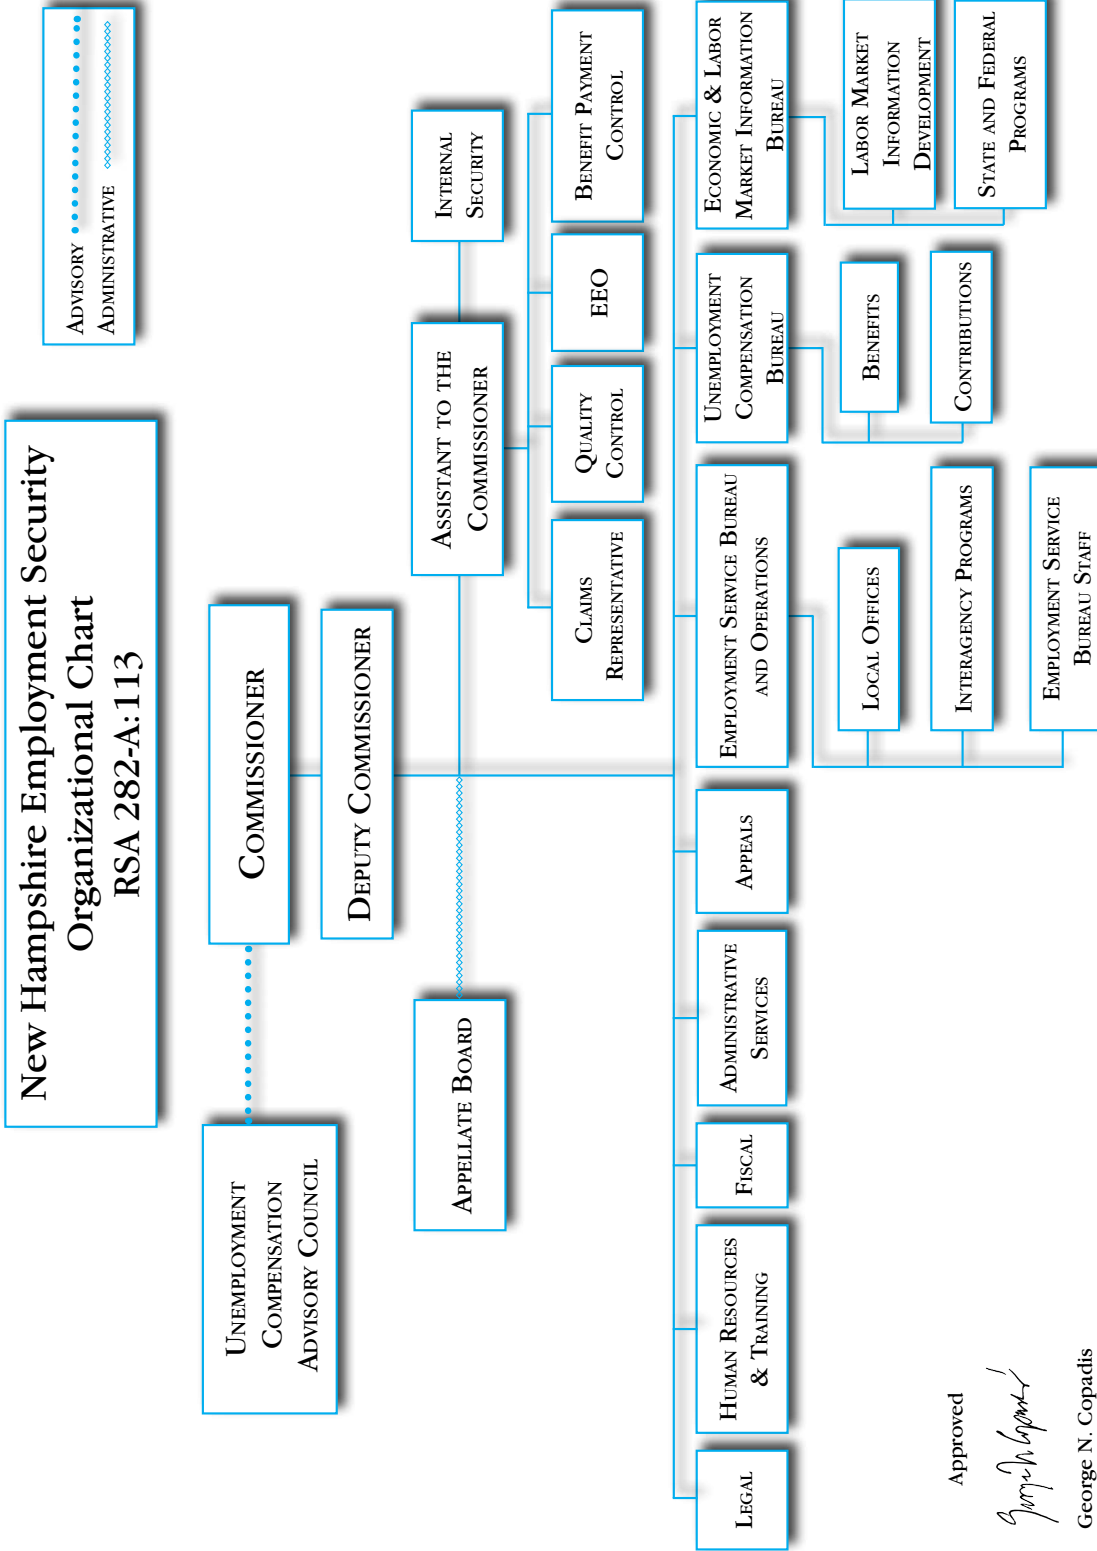 New Hampshire Employment Security
Organizational Chart
RSA 282-A:113
ADVISORY
ADMINISTRATIVE
COMMISSIONER
UNEMPLOYMENT
COMPENSATION
ADVISORY COUNCIL
DEPUTY COMMISSIONER
APPELLATE BOARD
ASSISTANT TO THE
COMMISSIONER
INTERNAL
SECURITY
CLAIMS
REPRESENTATIVE
QUALITY
CONTROL
EEO
BENEFIT PAYMENT
CONTROL
LEGAL
HUMAN RESOURCES
& TRAINING
FISCAL
ADMINISTRATIVE
SERVICES
APPEALS
EMPLOYMENT SERVICE BUREAU
AND OPERATIONS
UNEMPLOYMENT
COMPENSATION
BUREAU
ECONOMIC & LABOR
MARKET INFORMATION
BUREAU
LOCAL OFFICES
INTERAGENCY PROGRAMS
EMPLOYMENT SERVICE
BUREAU STAFF
BENEFITS
CONTRIBUTIONS
LABOR MARKET
INFORMATION
DEVELOPMENT
STATE AND FEDERAL
PROGRAMS
Approved
George N. Copadis